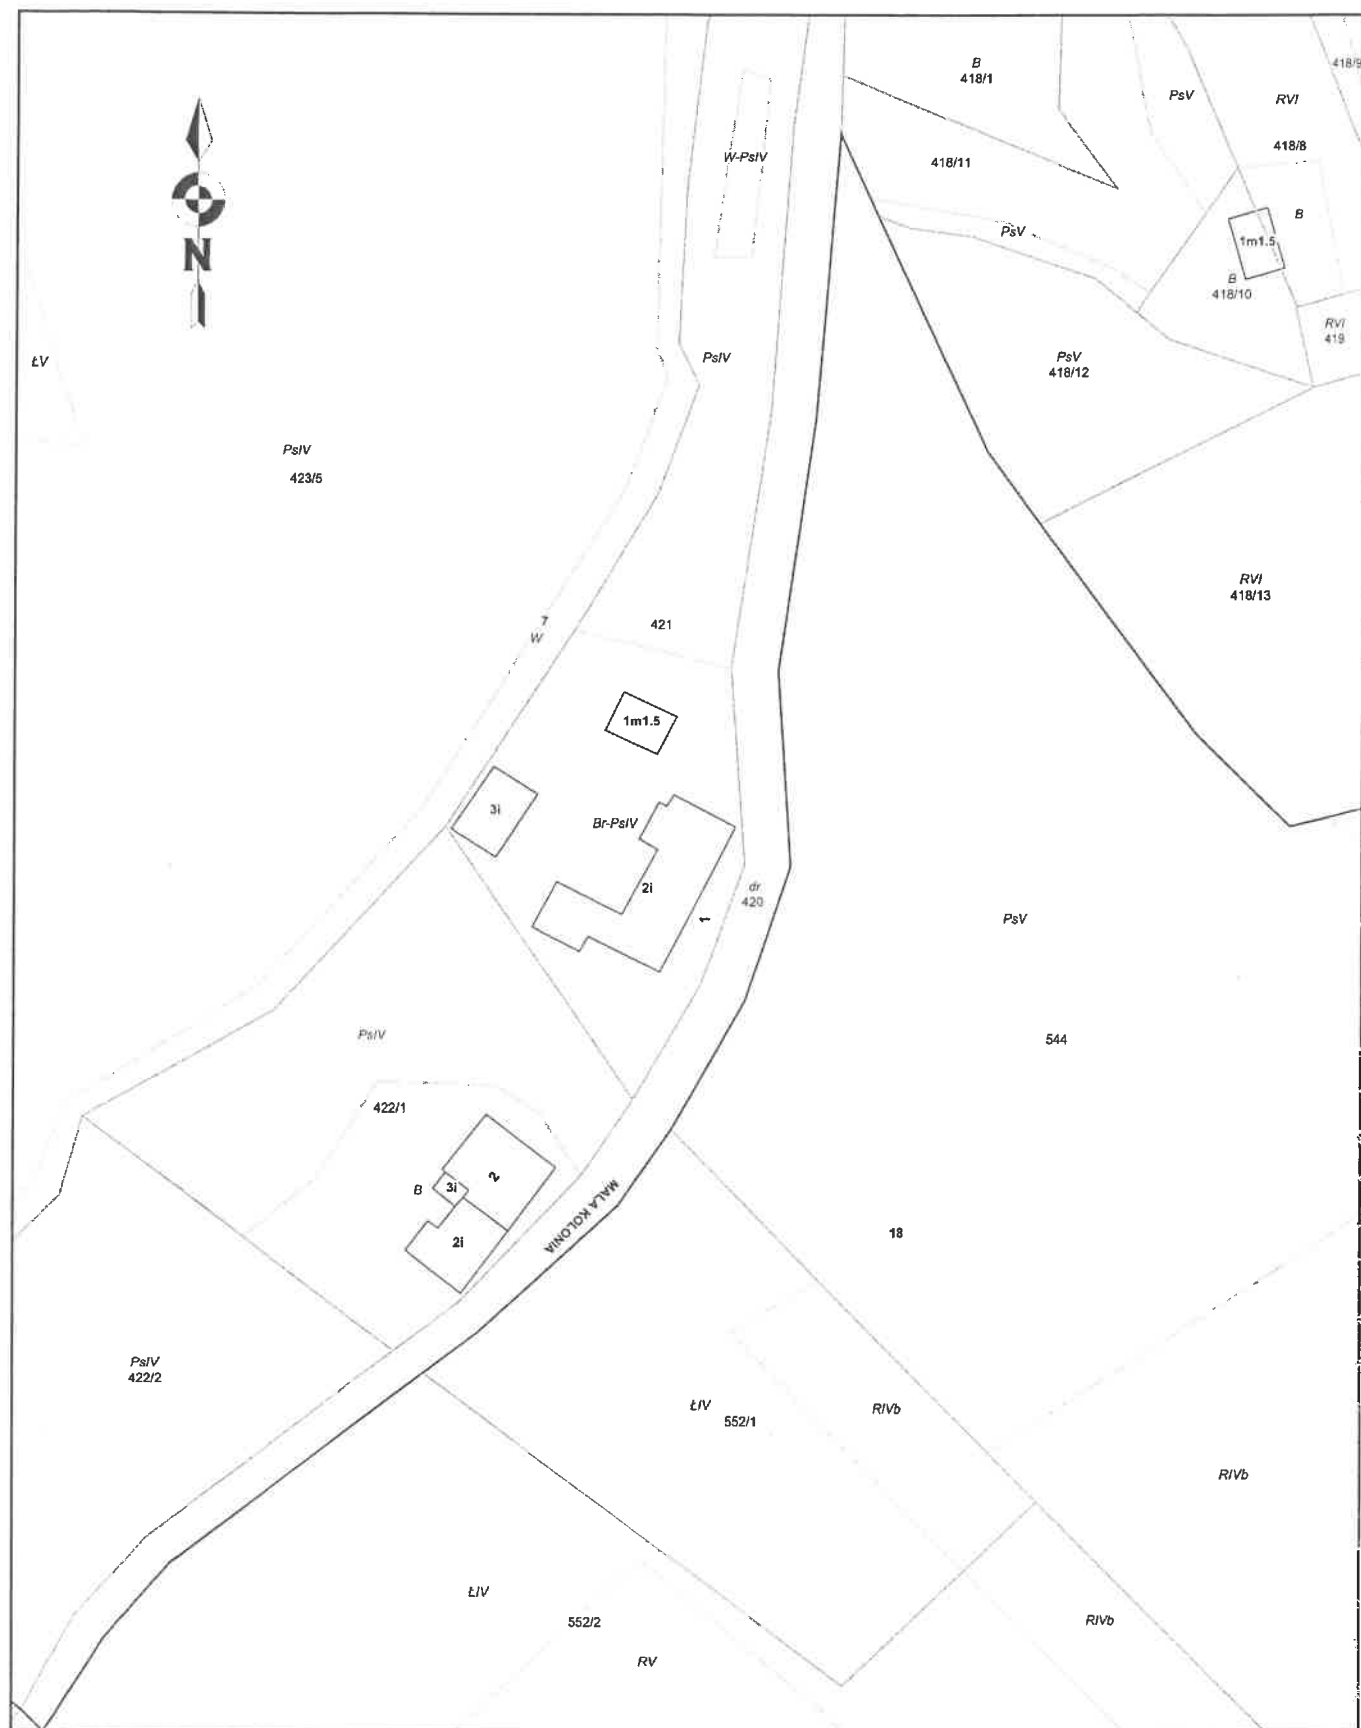 B
418/1
418/9
PsV
RVI
418/8
W-PsIV
418/11
B
PsV
1m1.5
B
418/10
RVI
419
N
ŁV
PsIV
PsV
418/12
PsIV
423/5
RVI
418/13
7
W
421
1m1.5
3i
Br-PsIV
2i
dr
420
1
PsV
PsIV
544
422/1
2
3i
B
MALA KOLONIA
2i
18
PsIV
422/2
ŁIV
552/1
RIVb
RIVb
ŁIV
552/2
RIVb
RV